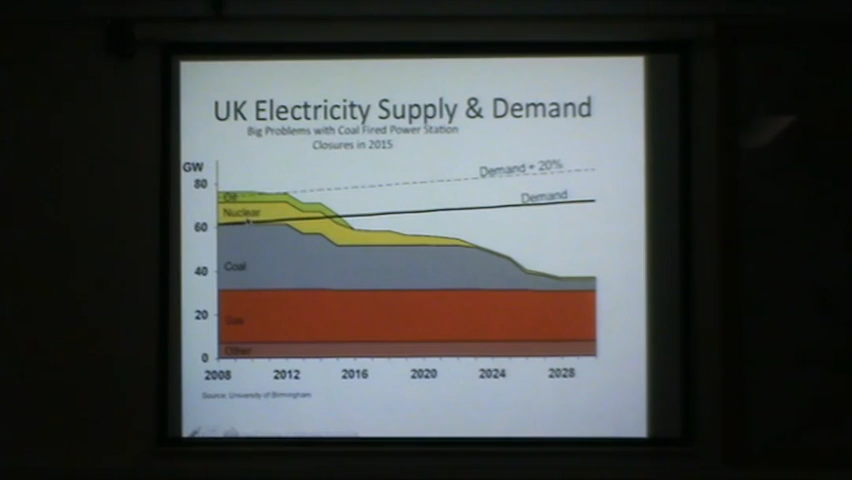 UK Electricity Supply & Demand
Big Problems with Coal Fired Power Station
Closures in 2015
GW
Demand + 20%
80
Oil
Demand
Nuclear
60
Coal
40
20
Gas
Other
0
2008 2012 2016 2020 2024 2028
Source: University of Birmingham